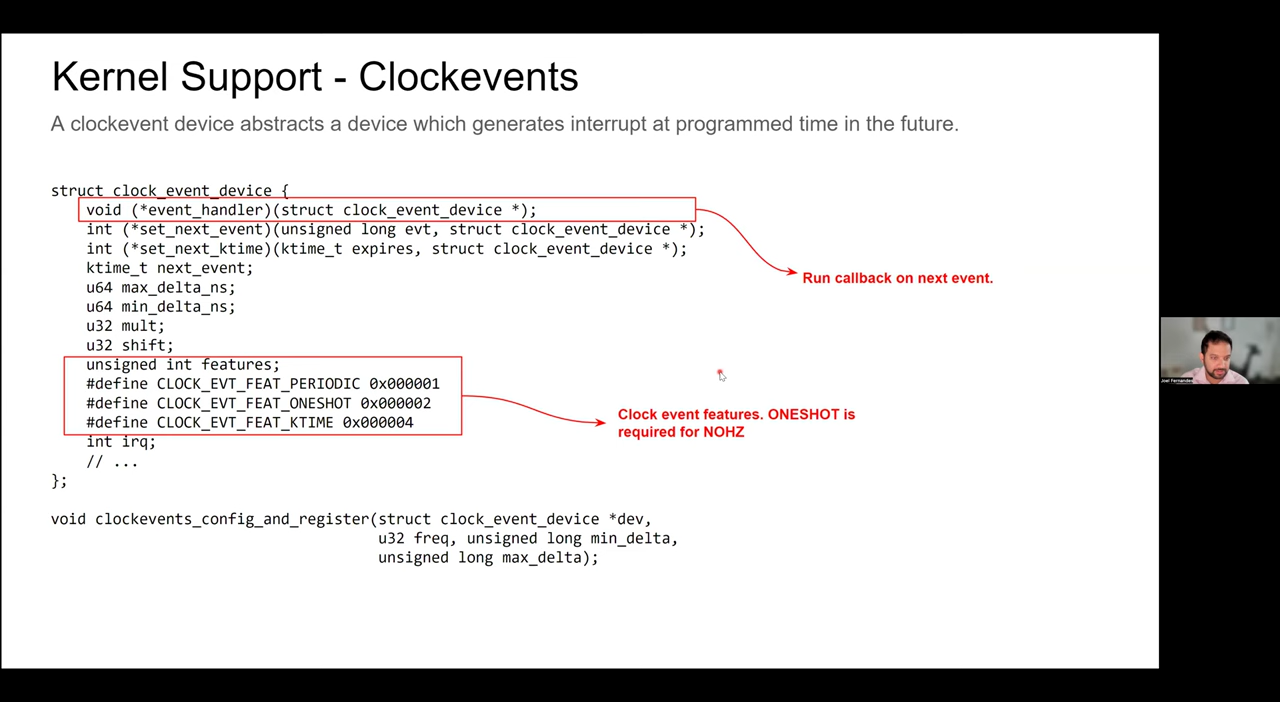 Kernel Support - Clockevents
A clockevent device abstracts a device which generates interrupt at programmed time in the future.
struct clock_event_device {
void (*event_handler)(struct clock_event_device *);
int (*set_next_event)(unsigned long evt, struct clock_event_device *);
int (*set_next_ktime)(ktime_t expires, struct clock_event_device *);
ktime_t next_event;
u64 max_delta_ns;
u64 min_delta_ns;
u32 mult;
u32 shift;
unsigned int features;
#define CLOCK_EVT_FEAT_PERIODIC 0x000001
#define CLOCK_EVT_FEAT_ONESHOT 0x000002
#define CLOCK_EVT_FEAT_KTIME 0x000004
int irq;
// ...
};
void clockevents_config_and_register(struct clock_event_device *dev,
u32 freq, unsigned long min_delta,
unsigned long max_delta);
Run callback on next event.
Clock event features. ONESHOT is
required for NOHZ
Joel Fernandes